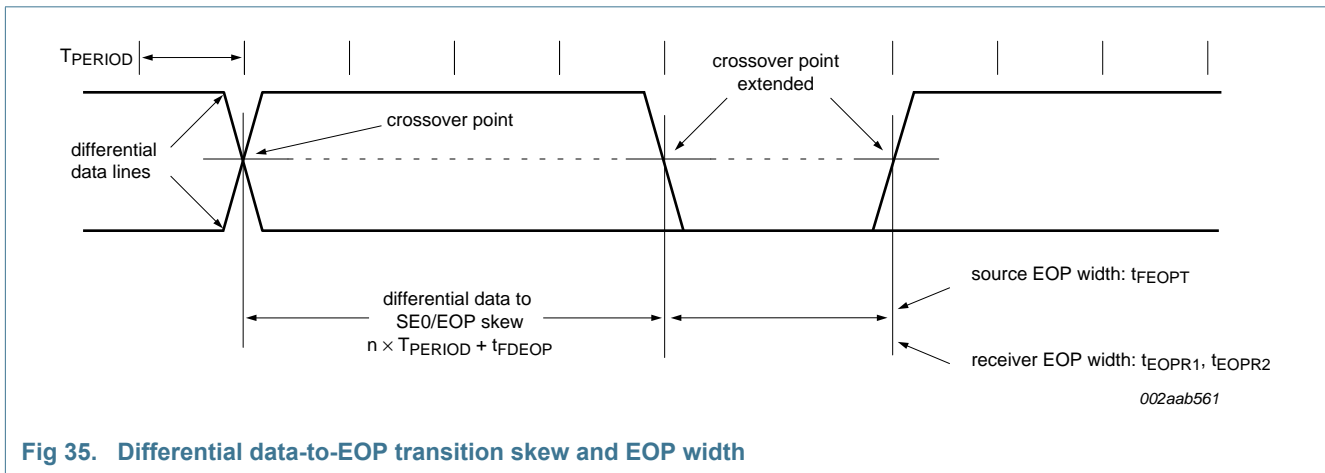 TPERIOD
crossover point
extended
crossover point
differential
data lines
differential data to
SE0/EOP skew
n × TPERIOD + tFDEOP
source EOP width: tFEOPT
receiver EOP width: tEOPR1, tEOPR2
002aab561
Fig 35. Differential data-to-EOP transition skew and EOP width